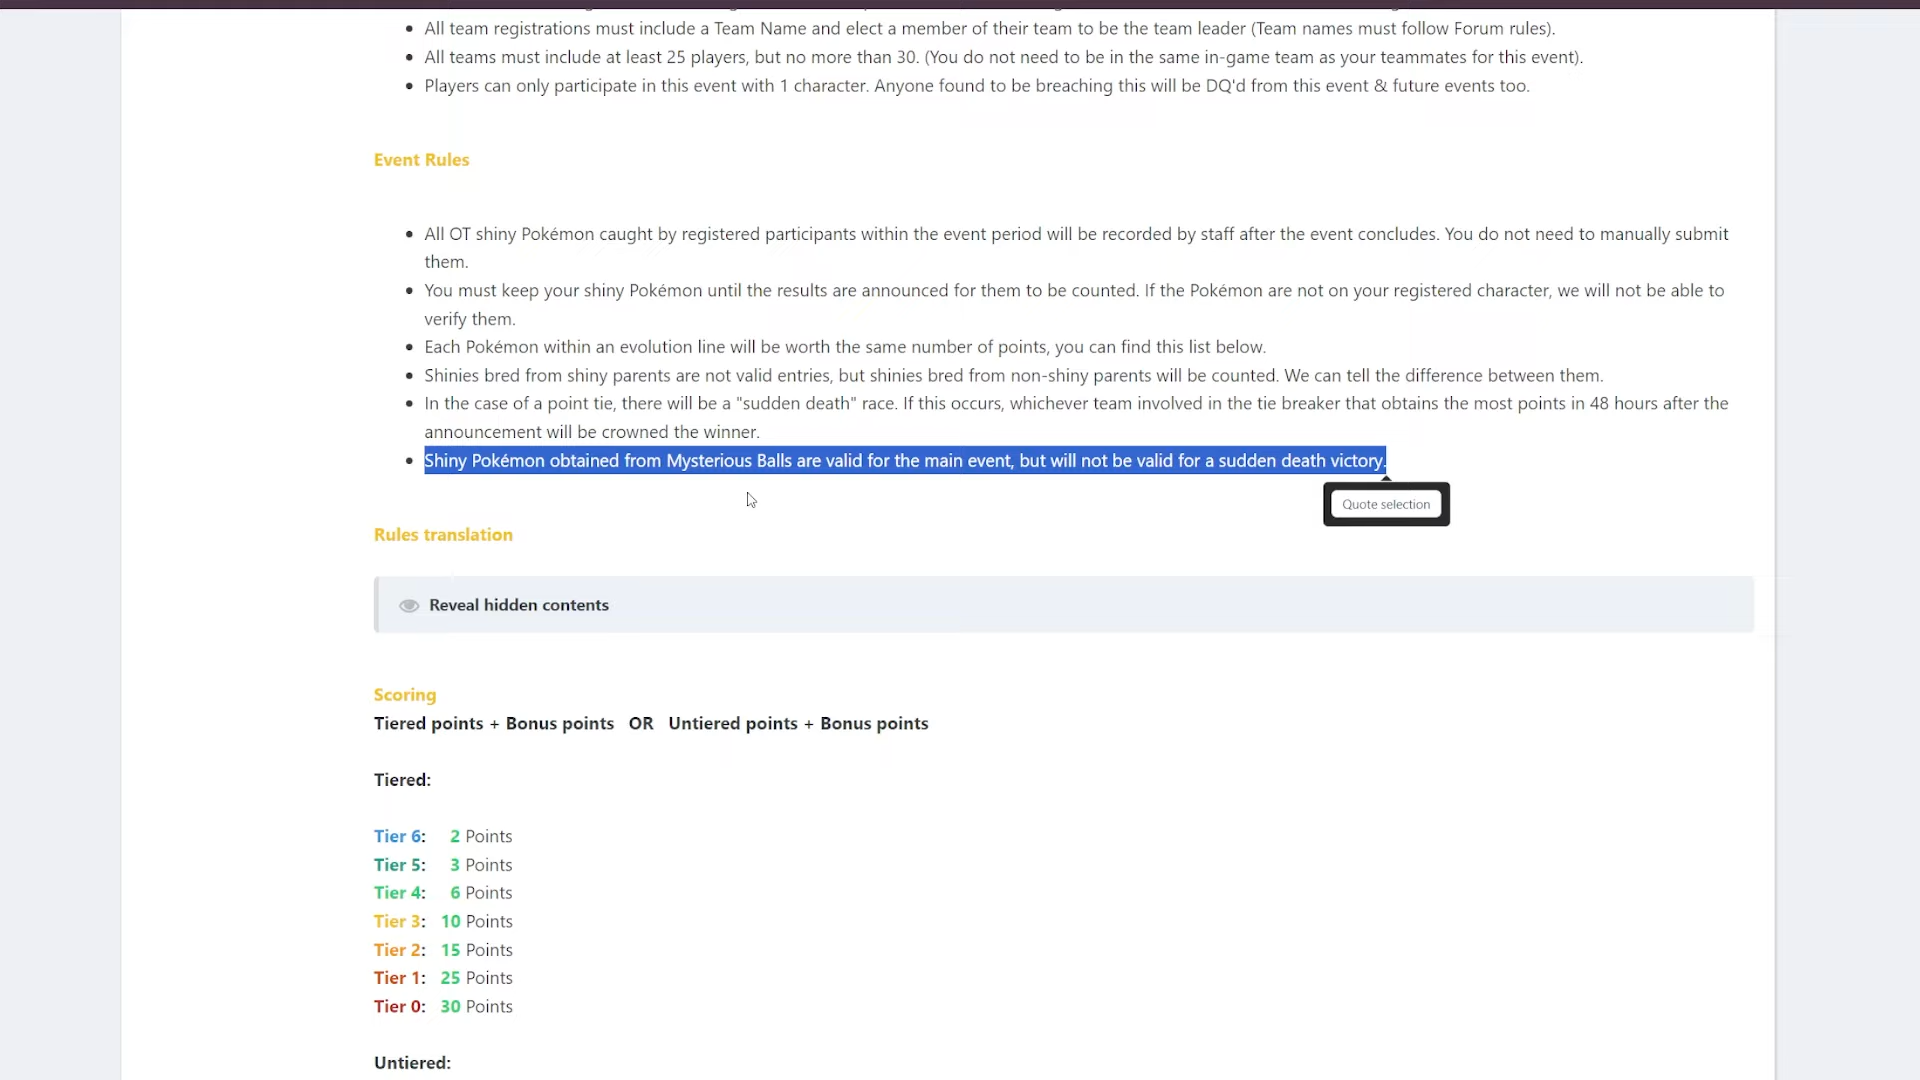 All team registrations must include a Team Name and elect a member of their team to be the team leader (Team names must follow Forum rules).
All teams must include at least 25 players, but no more than 30. (You do not need to be in the same in-game team as your teammates for this event).
Players can only participate in this event with 1 character. Anyone found to be breaching this will be DQ'd from this event & future events too.
Event Rules
All OT shiny Pokémon caught by registered participants within the event period will be recorded by staff after the event concludes. You do not need to manually submit
them.
You must keep your shiny Pokémon until the results are announced for them to be counted. If the Pokémon are not on your registered character, we will not be able to
verify them.
Each Pokémon within an evolution line will be worth the same number of points, you can find this list below.
Shinies bred from shiny parents are not valid entries, but shinies bred from non-shiny parents will be counted. We can tell the difference between them.
In the case of a point tie, there will be a "sudden death" race. If this occurs, whichever team involved in the tie breaker that obtains the most points in 48 hours after the
announcement will be crowned the winner.
Shiny Pokémon obtained from Mysterious Balls are valid for the main event, but will not be valid for a sudden death victory.
Quote selection
Rules translation
Reveal hidden contents
Scoring
Tiered points + Bonus points OR Untiered points + Bonus points
Tiered:
Tier 6: 2 Points
Tier 5: 3 Points
Tier 4: 6 Points
Tier 3: 10 Points
Tier 2: 15 Points
Tier 1: 25 Points
Tier 0: 30 Points
Untiered: